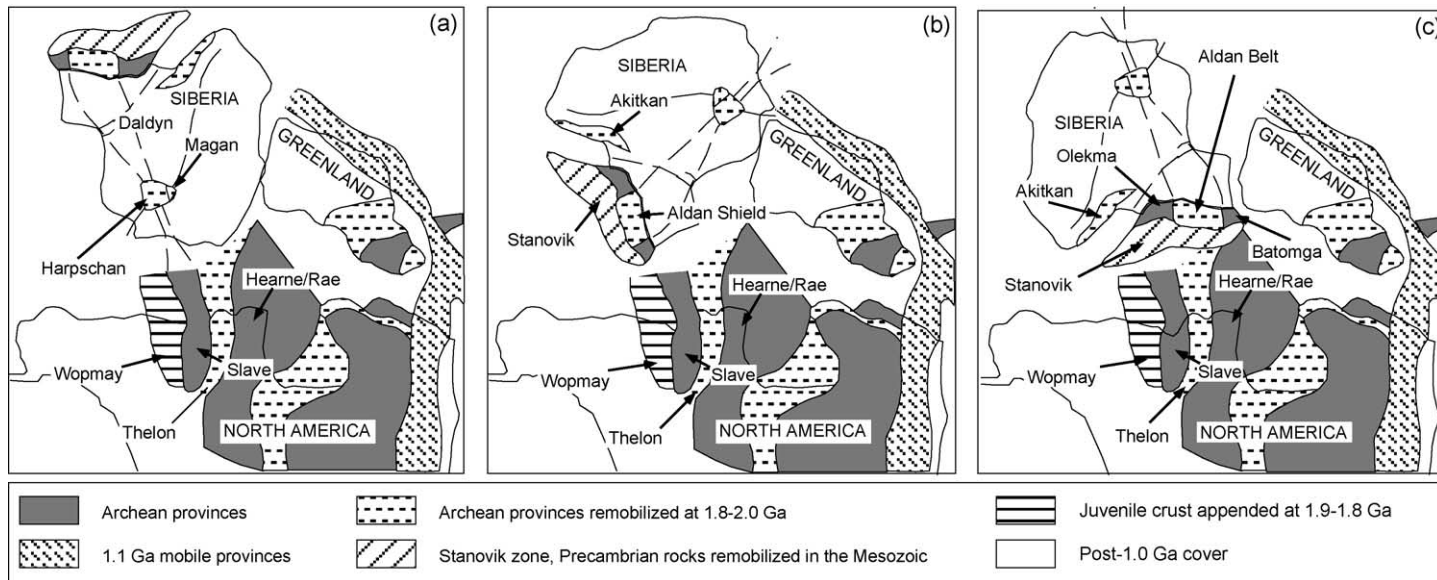 (a)
SIBERIA
Daldyn
Magan
GREENLAND
Harpschan
Hearne/Rae
Wopmay
Slave
Thelon
NORTH AMERICA
(b)
SIBERIA
Akitkan
GREENLAND
Aldan Shield
Stanovik
Hearne/Rae
Wopmay
Slave
Thelon
NORTH AMERICA
(c)
Aldan Belt
SIBERIA
Olekma
GREENLAND
Akitkan
Batomga
Stanovik
Hearne/Rae
Wopmay
Slave
Thelon
NORTH AMERICA
Archean provinces
Archean provinces remobilized at 1.8-2.0 Ga
Juvenile crust appended at 1.9-1.8 Ga
1.1 Ga mobile provinces
Stanovik zone, Precambrian rocks remobilized in the Mesozoic
Post-1.0 Ga cover